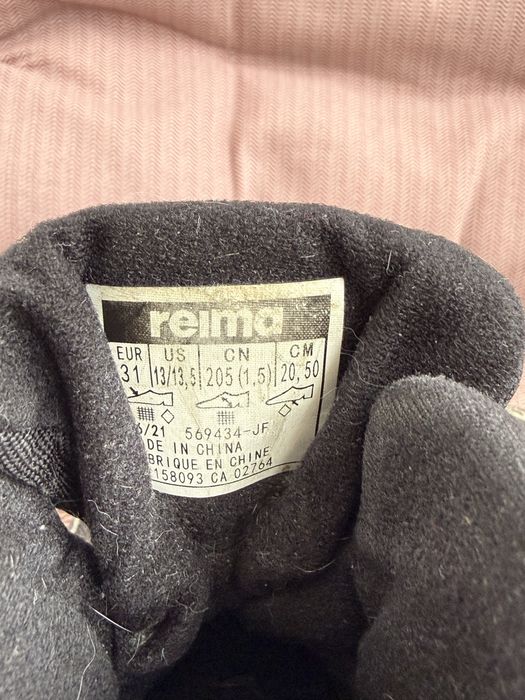 reima
EUR US CN CM
31 13/13,5 205(1,5) 20,50
/21 569434-JF
DE IN CHINA
BRIQUE EN CHINE
158093 CA 02764